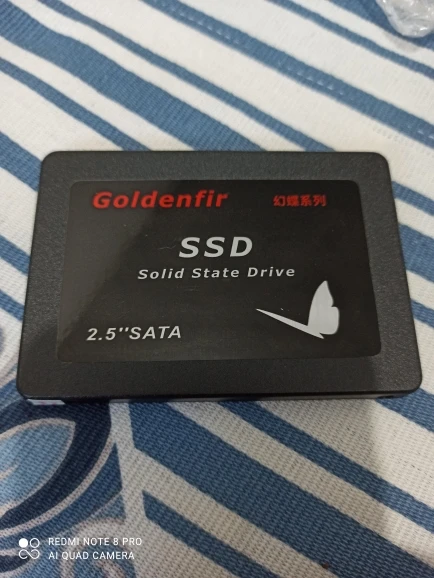 Goldenfir 幻蝶系列
SSD
Solid State Drive
2.5''SATA
REDMI NOTE 8 PRO
AI QUAD CAMERA